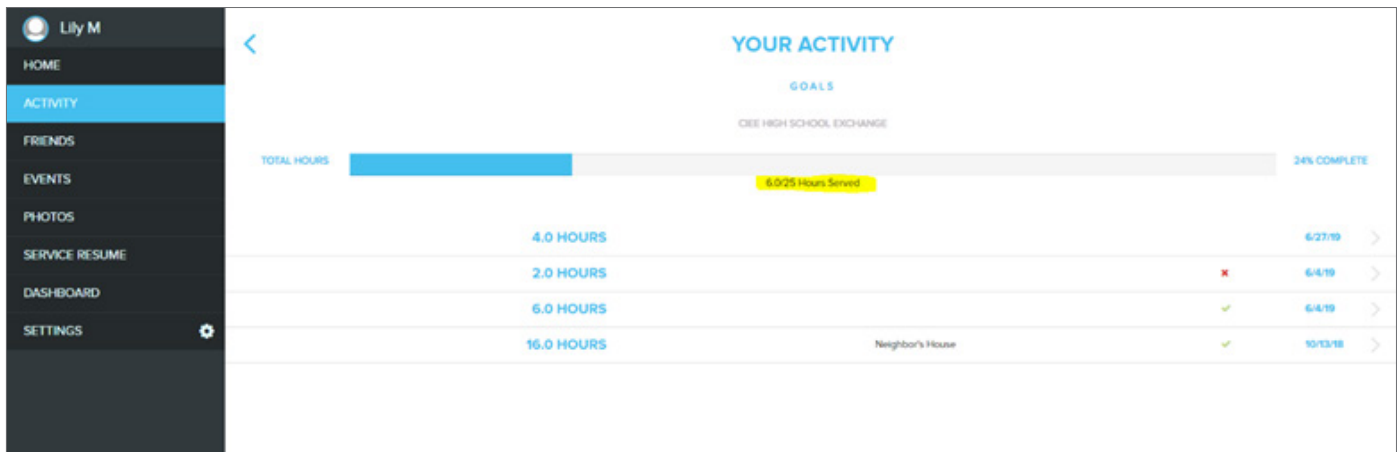 Lily M
HOME
ACTIVITY
FRIENDS
EVENTS
PHOTOS
SERVICE RESUME
DASHBOARD
SETTINGS
YOUR ACTIVITY
GOALS
CIEE HIGH SCHOOL EXCHANGE
TOTAL HOURS 24% COMPLETE
6.0/25 Hours Served
4.0 HOURS 6/27/19
2.0 HOURS 6/4/19
6.0 HOURS 6/4/19
16.0 HOURS Neighbor's House 10/13/18